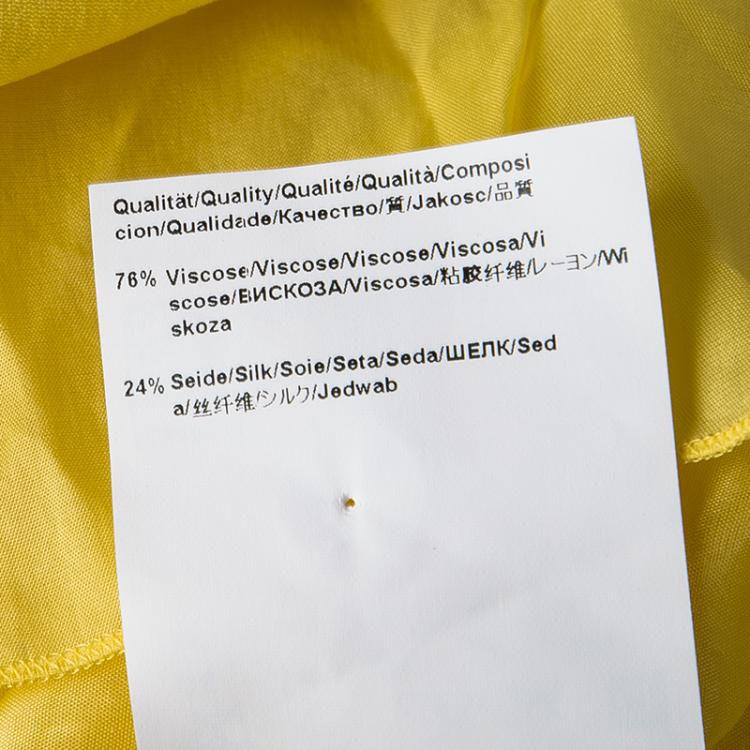 Qualität/Quality/Qualité/Qualità/Composi
cion/Qualidade/Качество/質/Jakosc/品質
76% Viscose/Viscose/Viscose/Viscosa/Vi
scose/ВИСКОЗА/Viscosa/粘胶纤维/レーヨン/Wi
skoza
24% Seide/Silk/Soie/Seta/Seda/ШЕЛК/Sed
a/丝纤维/シルク/Jedwab